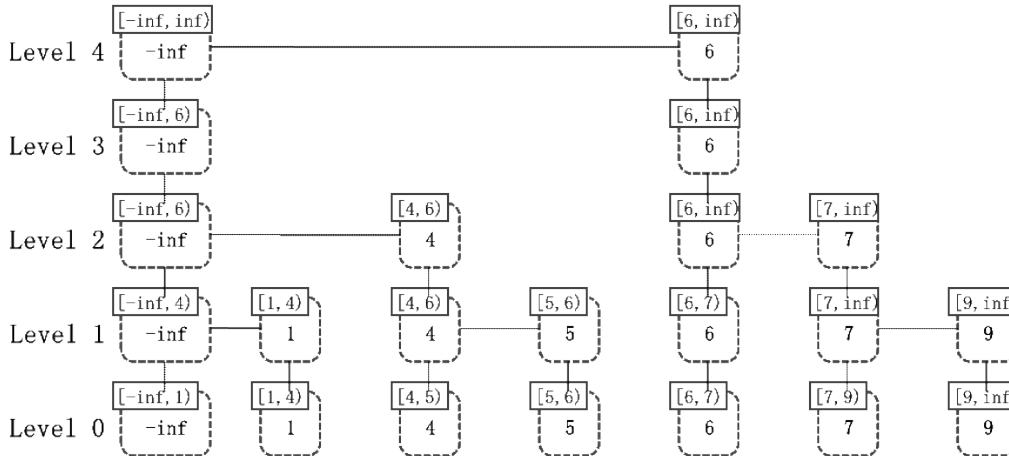 [-inf, inf) [6, inf)
Level 4 -inf 6
[-inf, 6) [6, inf)
Level 3 -inf 6
[-inf, 6) [4, 6) [6, inf) [7, inf)
Level 2 -inf 4 6 7
[-inf, 4) [1, 4) [4, 6) [5, 6) [6, 7) [7, inf) [9, inf
Level 1 -inf 1 4 5 6 7 9
[-inf, 1) [1, 4) [4, 5) [5, 6) [6, 7) [7, 9) [9, inf
Level 0 -inf 1 4 5 6 7 9